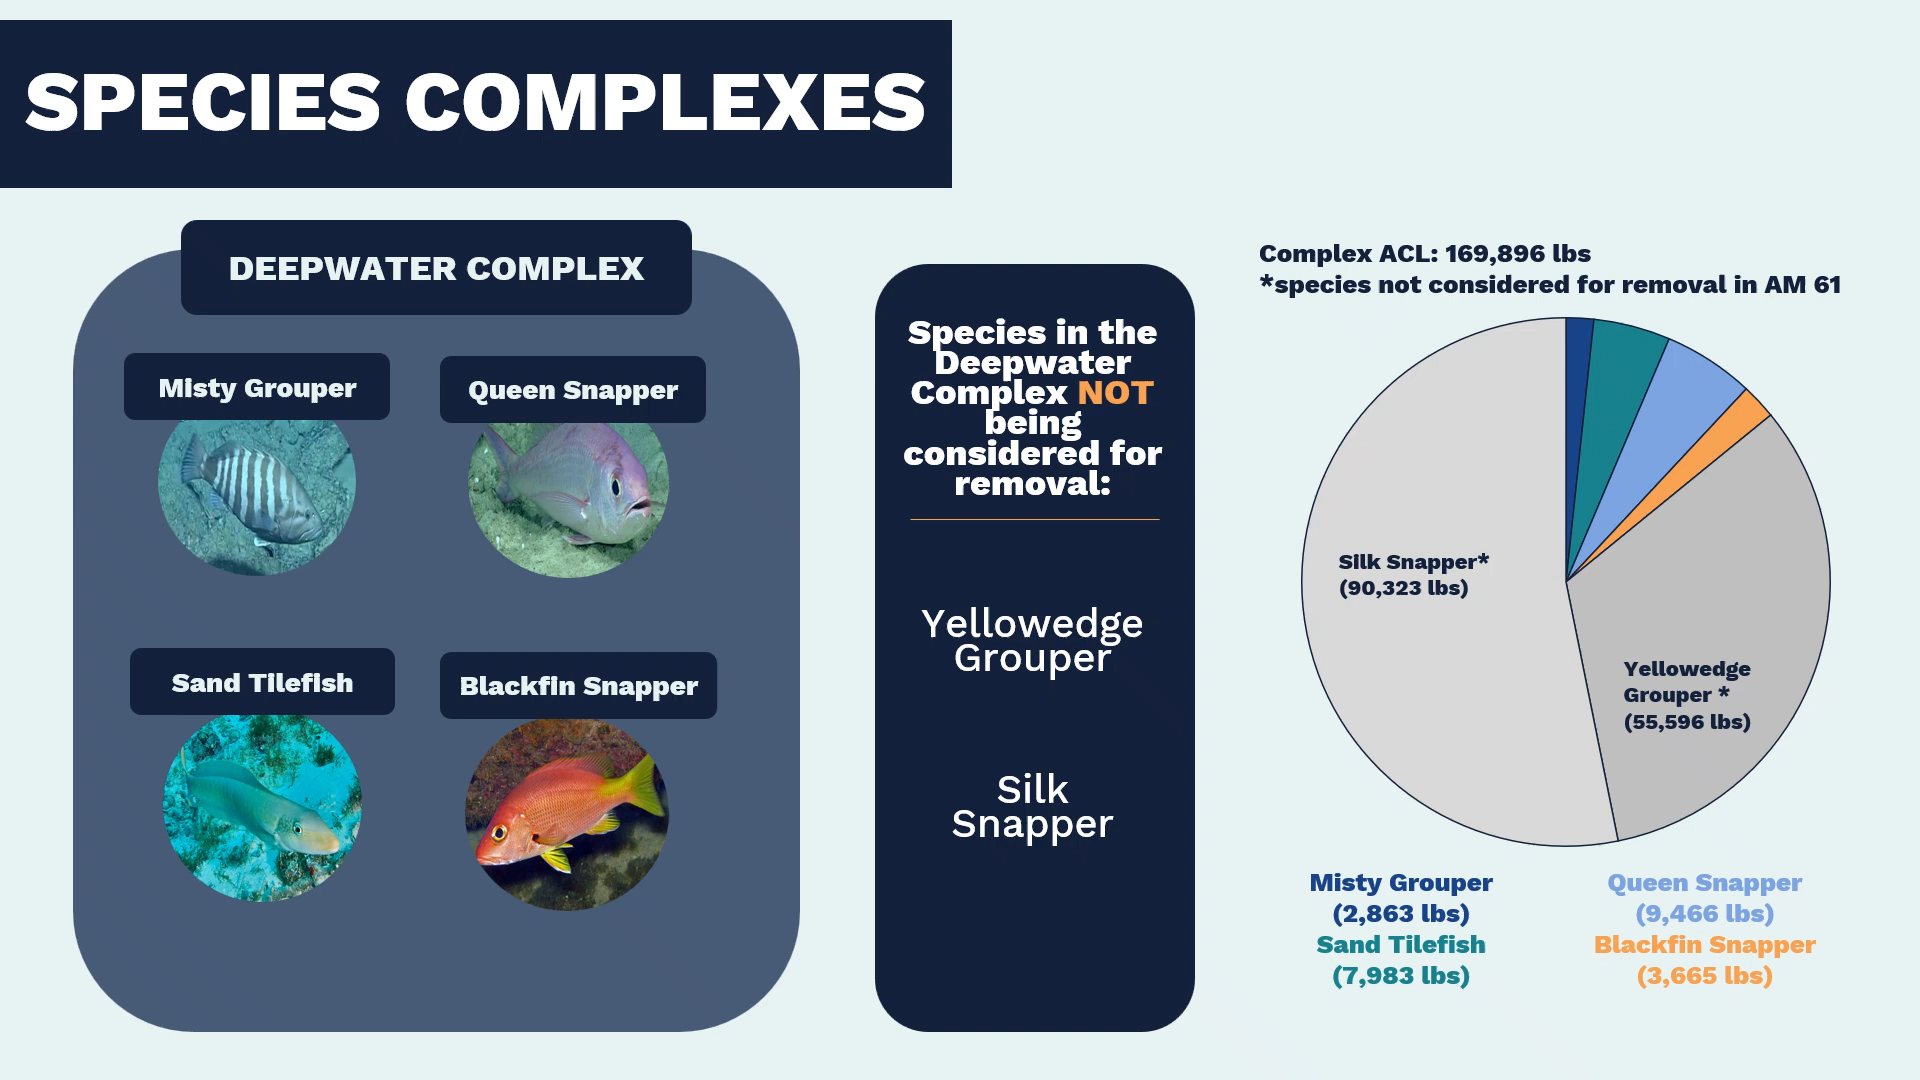 SPECIES COMPLEXES
DEEPWATER COMPLEX
Misty Grouper
Queen Snapper
Sand Tilefish
Blackfin Snapper
Species in the
Deepwater
Complex NOT
being
considered for
removal:
Yellowedge
Grouper
Silk
Snapper
Complex ACL: 169,896 lbs
*species not considered for removal in AM 61
Silk Snapper*
(90,323 lbs)
Yellowedge
Grouper *
(55,596 lbs)
Misty Grouper
(2,863 lbs)
Sand Tilefish
(7,983 lbs)
Queen Snapper
(9,466 lbs)
Blackfin Snapper
(3,665 lbs)